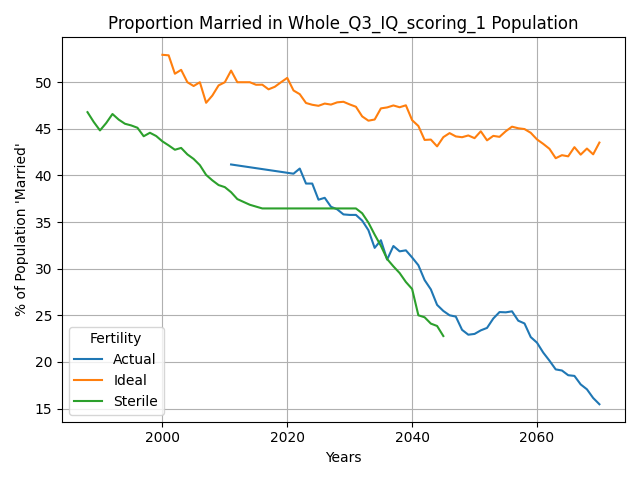 Proportion Married in Whole_Q3_IQ_scoring_1 Population
% of Population 'Married'
50
45
40
35
30
25
20
15
Fertility
Actual
Ideal
Sterile
2000 2020 2040 2060
Years